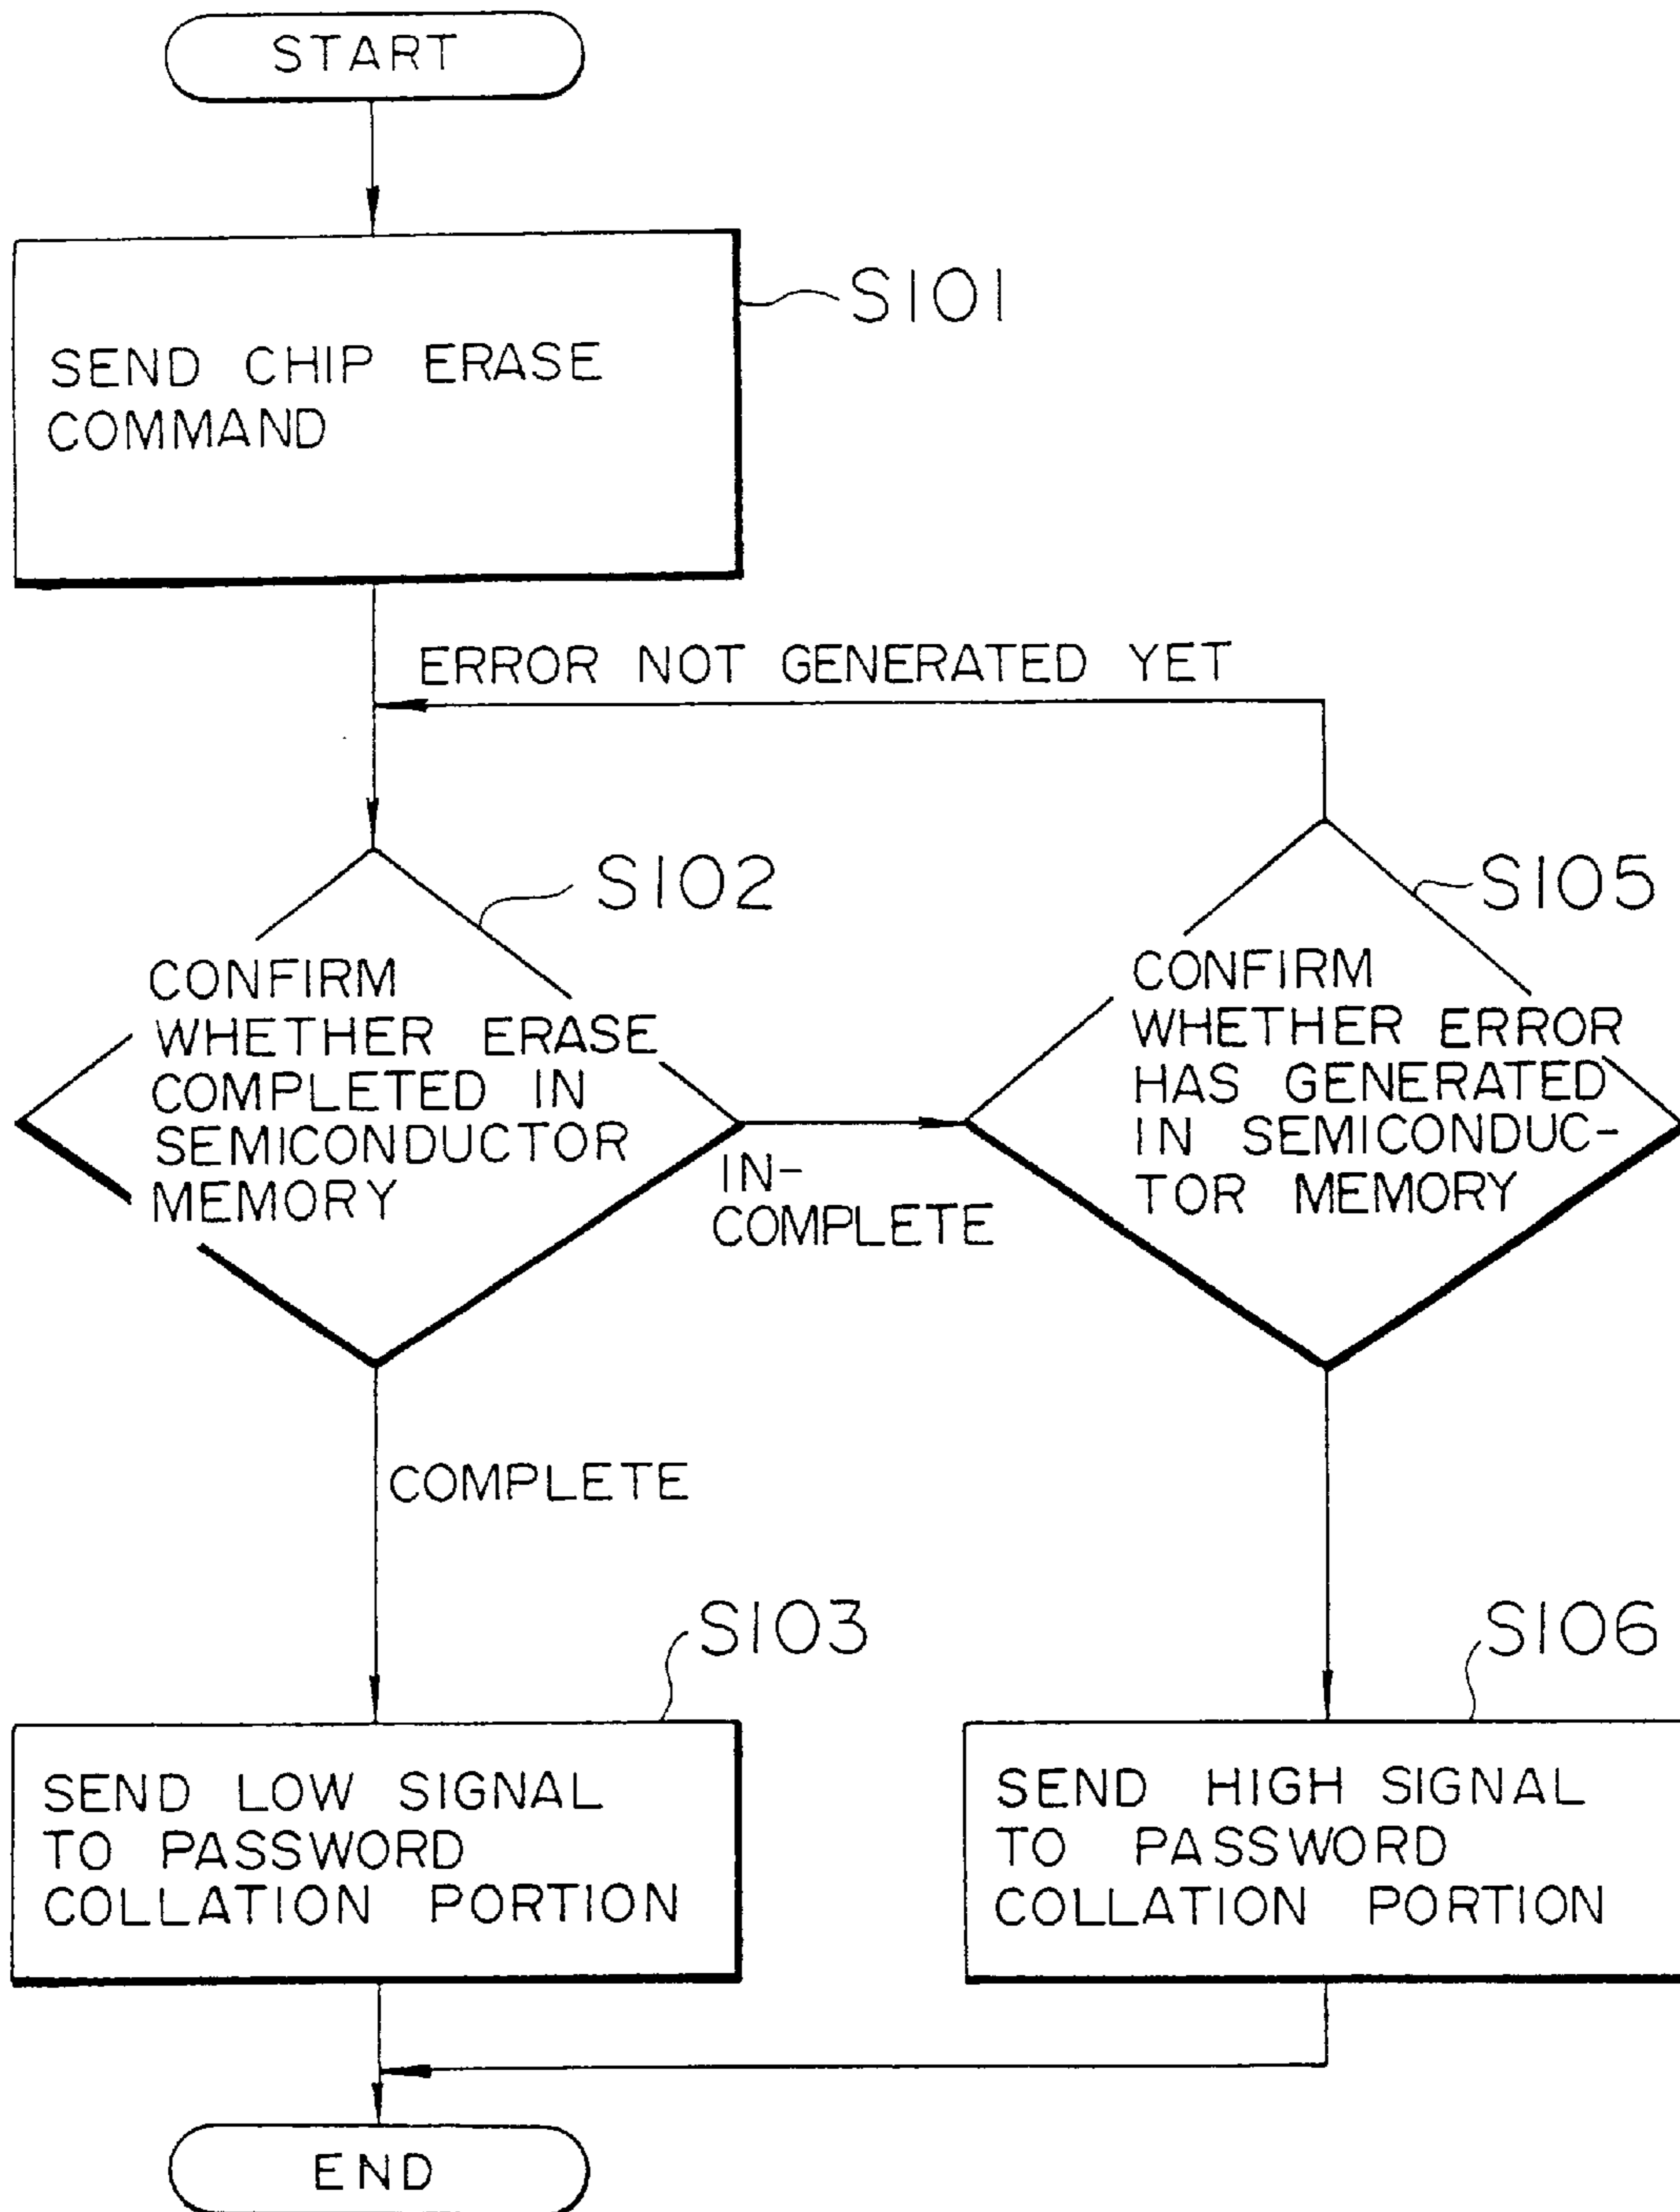 START
S101
SEND CHIP ERASE
COMMAND
ERROR NOT GENERATED YET
S102
CONFIRM
WHETHER ERASE
COMPLETED IN
SEMICONDUCTOR
MEMORY
S105
CONFIRM
WHETHER ERROR
HAS GENERATED
IN SEMICONDUC-
TOR MEMORY
IN-
COMPLETE
COMPLETE
S103
SEND LOW SIGNAL
TO PASSWORD
COLLATION PORTION
S106
SEND HIGH SIGNAL
TO PASSWORD
COLLATION PORTION
END